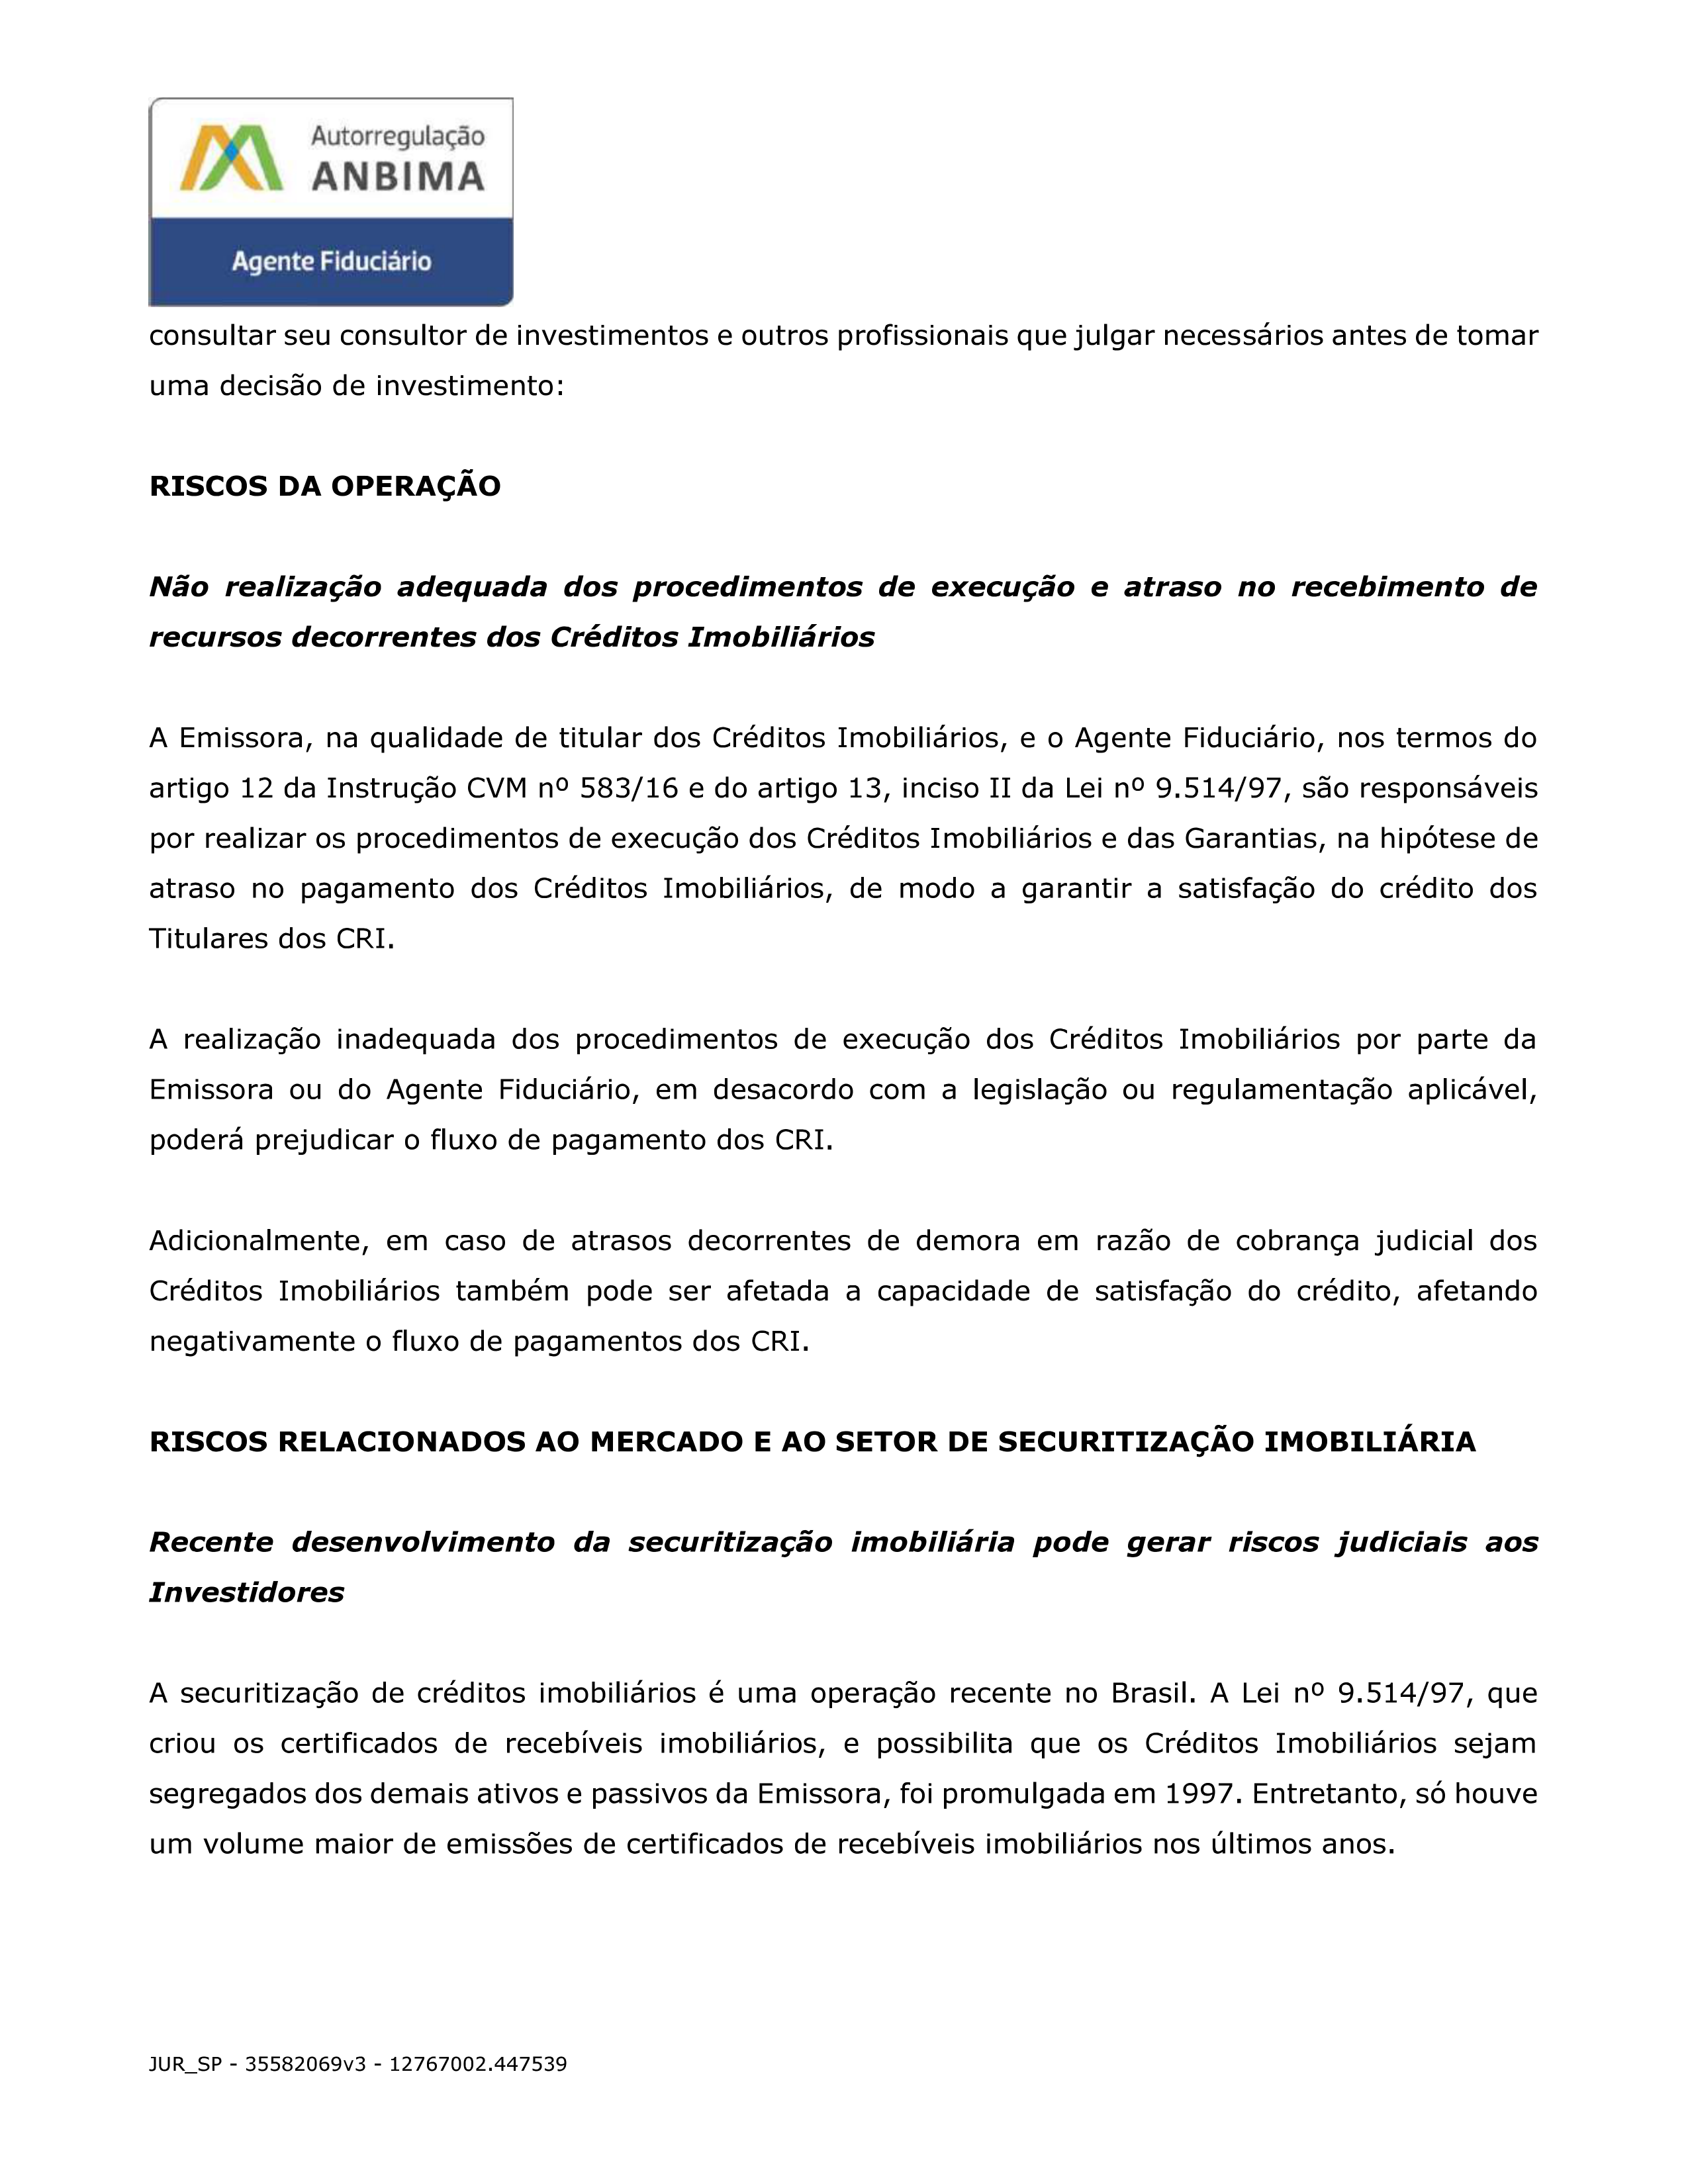 Autorregulação
ANBIMA
Agente Fiduciário
consultar seu consultor de investimentos e outros profissionais que julgar necessários antes de tomar
uma decisão de investimento:
RISCOS DA OPERAÇÃO
Não realização adequada dos procedimentos de execução e atraso no recebimento de
recursos decorrentes dos Créditos Imobiliários
A Emissora, na qualidade de titular dos Créditos Imobiliários, e o Agente Fiduciário, nos termos do
artigo 12 da Instrução CVM nº 583/16 e do artigo 13, inciso II da Lei nº 9.514/97, são responsáveis
por realizar os procedimentos de execução dos Créditos Imobiliários e das Garantias, na hipótese de
atraso no pagamento dos Créditos Imobiliários, de modo a garantir a satisfação do crédito dos
Titulares dos CRI.
A realização inadequada dos procedimentos de execução dos Créditos Imobiliários por parte da
Emissora ou do Agente Fiduciário, em desacordo com a legislação ou regulamentação aplicável,
poderá prejudicar o fluxo de pagamento dos CRI.
Adicionalmente, em caso de atrasos decorrentes de demora em razão de cobrança judicial dos
Créditos Imobiliários também pode ser afetada a capacidade de satisfação do crédito, afetando
negativamente o fluxo de pagamentos dos CRI.
RISCOS RELACIONADOS AO MERCADO E AO SETOR DE SECURITIZAÇÃO IMOBILIÁRIA
Recente desenvolvimento da securitização imobiliária pode gerar riscos judiciais aos
Investidores
A securitização de créditos imobiliários é uma operação recente no Brasil. A Lei nº 9.514/97, que
criou os certificados de recebíveis imobiliários, e possibilita que os Créditos Imobiliários sejam
segregados dos demais ativos e passivos da Emissora, foi promulgada em 1997. Entretanto, só houve
um volume maior de emissões de certificados de recebíveis imobiliários nos últimos anos.
JUR_SP - 35582069v3 - 12767002.447539